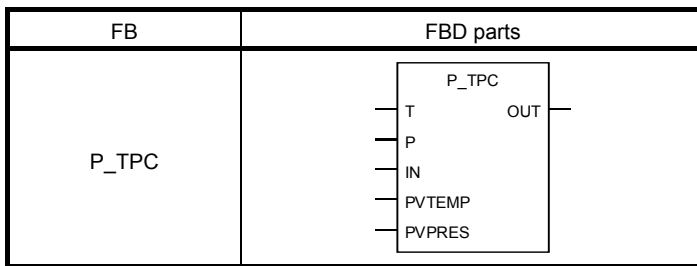 FB FBD parts
P_TPC
P_TPC
T OUT
P
IN
PVTEMP
PVPRES